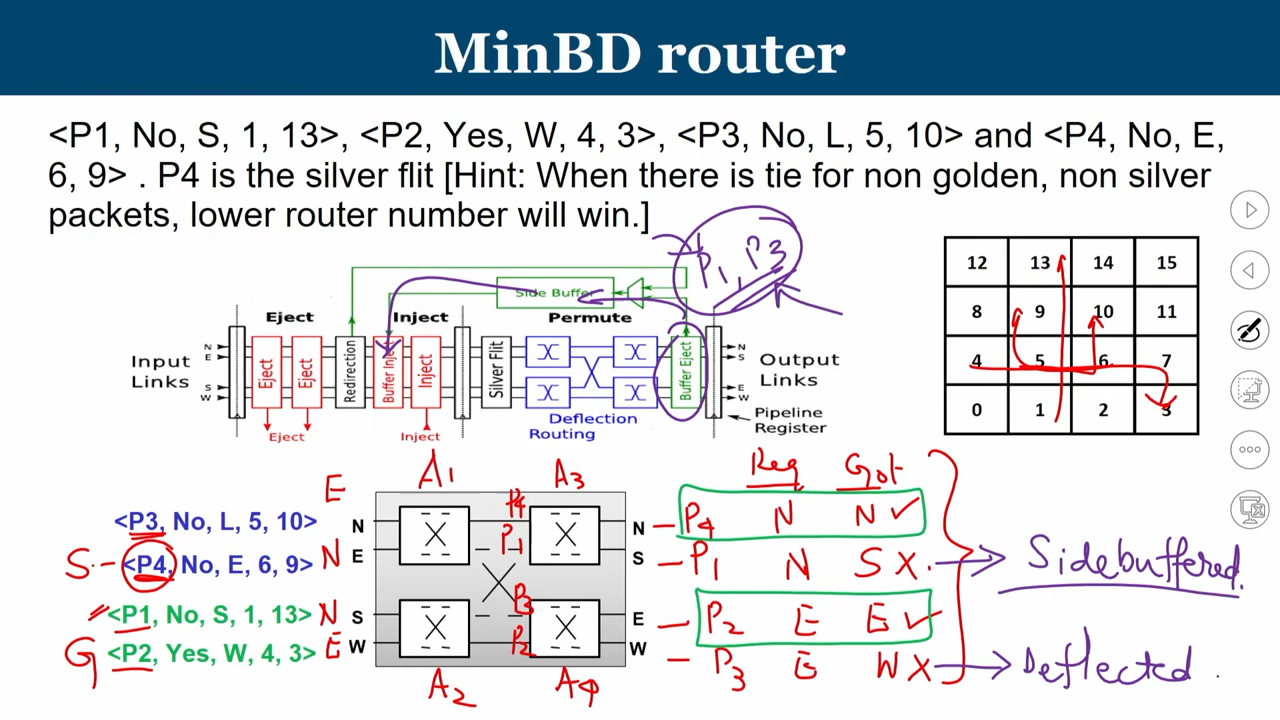 MinBD router
<P1, No, S, 1, 13>, <P2, Yes, W, 4, 3>, <P3, No, L, 5, 10> and <P4, No, E,
6, 9> . P4 is the silver flit [Hint: When there is tie for non golden, non silver
packets, lower router number will win.]
P1, P3
Side Buffer
Eject Inject Permute
Input
Links
N
E
S
W
Eject
Eject
Redirection
Buffer Inject
Inject
Silver Flit
Buffer Eject
N
S
E
W
Output
Links
Eject
Inject
Deflection
Routing
Pipeline
Register
12 13 14 15
8 9 10 11
4 5 6 7
0 1 2 3
E A1 A3 Req Got
<P3, No, L, 5, 10> N P4 N P4 N N ✓
S - <P4, No, E, 6, 9> N E P1 S P1 N S X Sidebuffered.
<P1, No, S, 1, 13> N S P3 E P2 E E ✓
G <P2, Yes, W, 4, 3> E W P2 W P3 E W X Deflected.
A2 A4